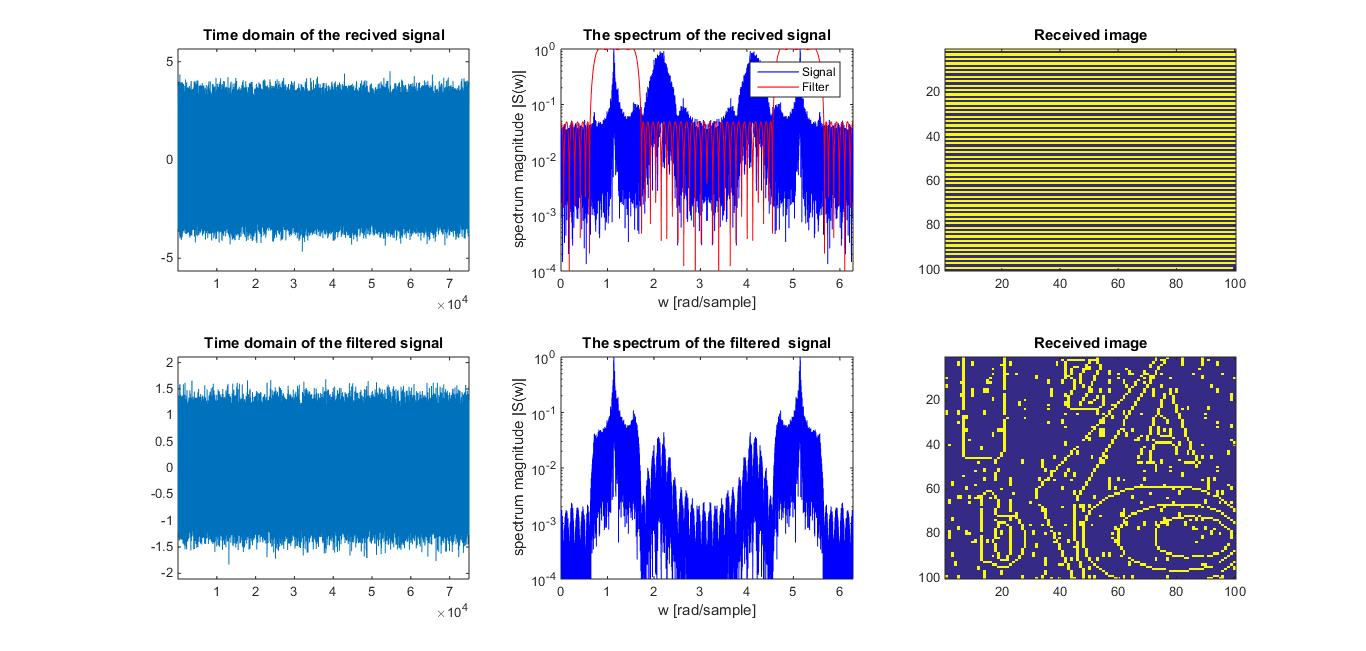 Time domain of the recived signal
5
0
-5
1 2 3 4 5 6 7
×10^4
The spectrum of the recived signal
spectrum magnitude |S(w)|
10^0
10^-1
10^-2
10^-3
10^-4
Signal
Filter
0 1 2 3 4 5 6
w [rad/sample]
Received image
20
40
60
80
100
20 40 60 80 100
Time domain of the filtered signal
2
1.5
1
0.5
0
-0.5
-1
-1.5
-2
1 2 3 4 5 6 7
×10^4
The spectrum of the filtered  signal
spectrum magnitude |S(w)|
10^0
10^-1
10^-2
10^-3
10^-4
0 1 2 3 4 5 6
w [rad/sample]
Received image
20
40
60
80
100
20 40 60 80 100